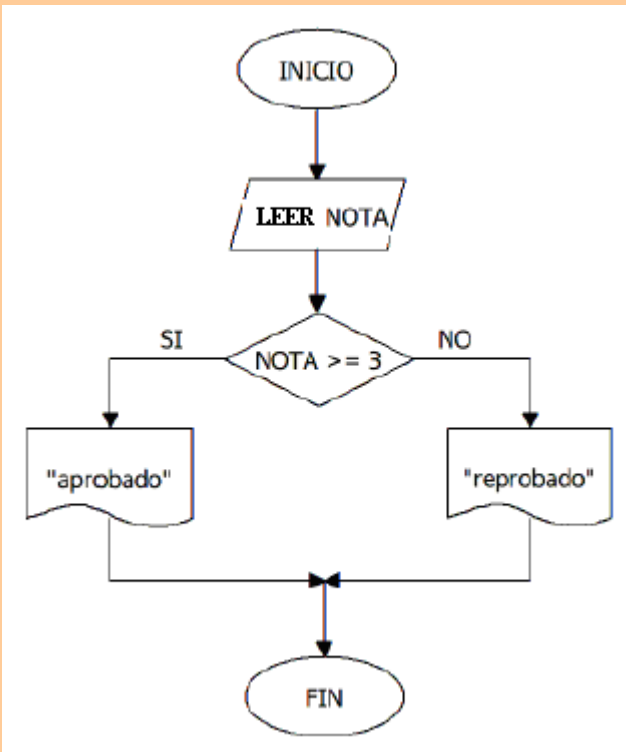 INICIO
LEER NOTA
SI
NOTA >= 3
NO
"aprobado"
"reprobado"
FIN